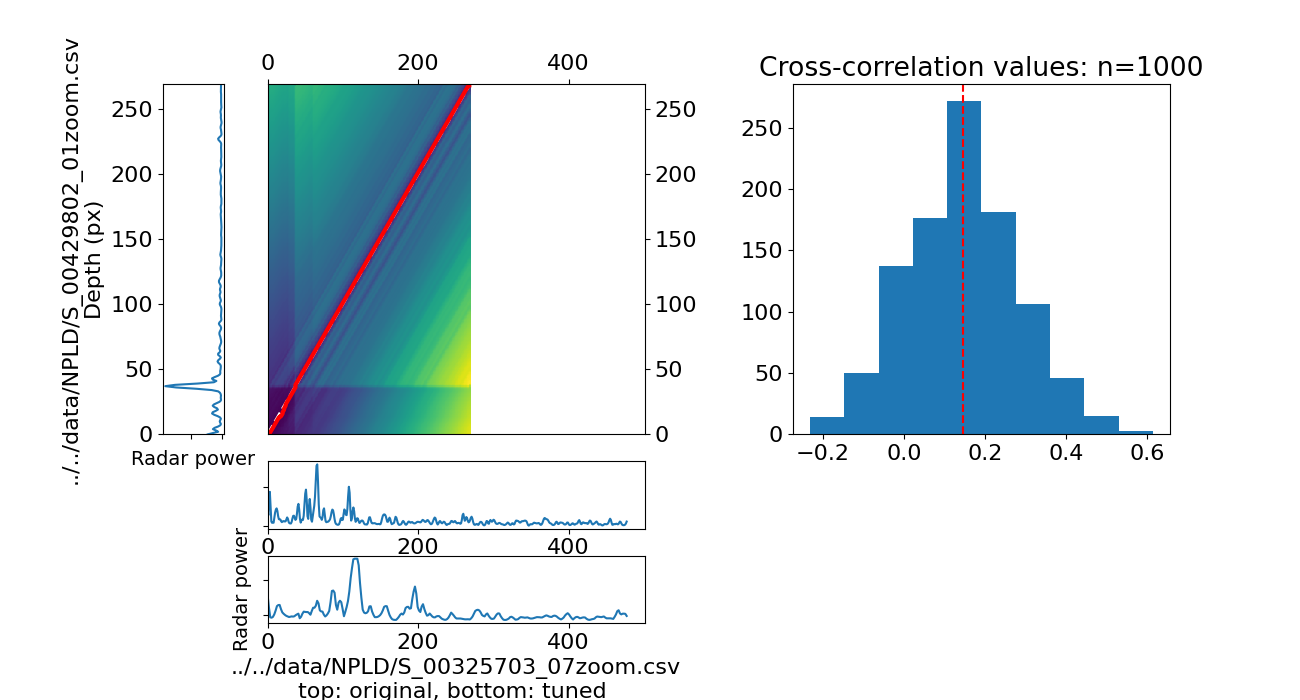 ../../data/NPLD/S_00429802_01zoom.csv
Depth (px)
0 200 400
250
200
150
100
50
0
Radar power
250
200
150
100
50
0
0 200 400
Radar power
0 200 400
../../data/NPLD/S_00325703_07zoom.csv
top: original, bottom: tuned
Cross-correlation values: n=1000
250
200
150
100
50
0
−0.2 0.0 0.2 0.4 0.6